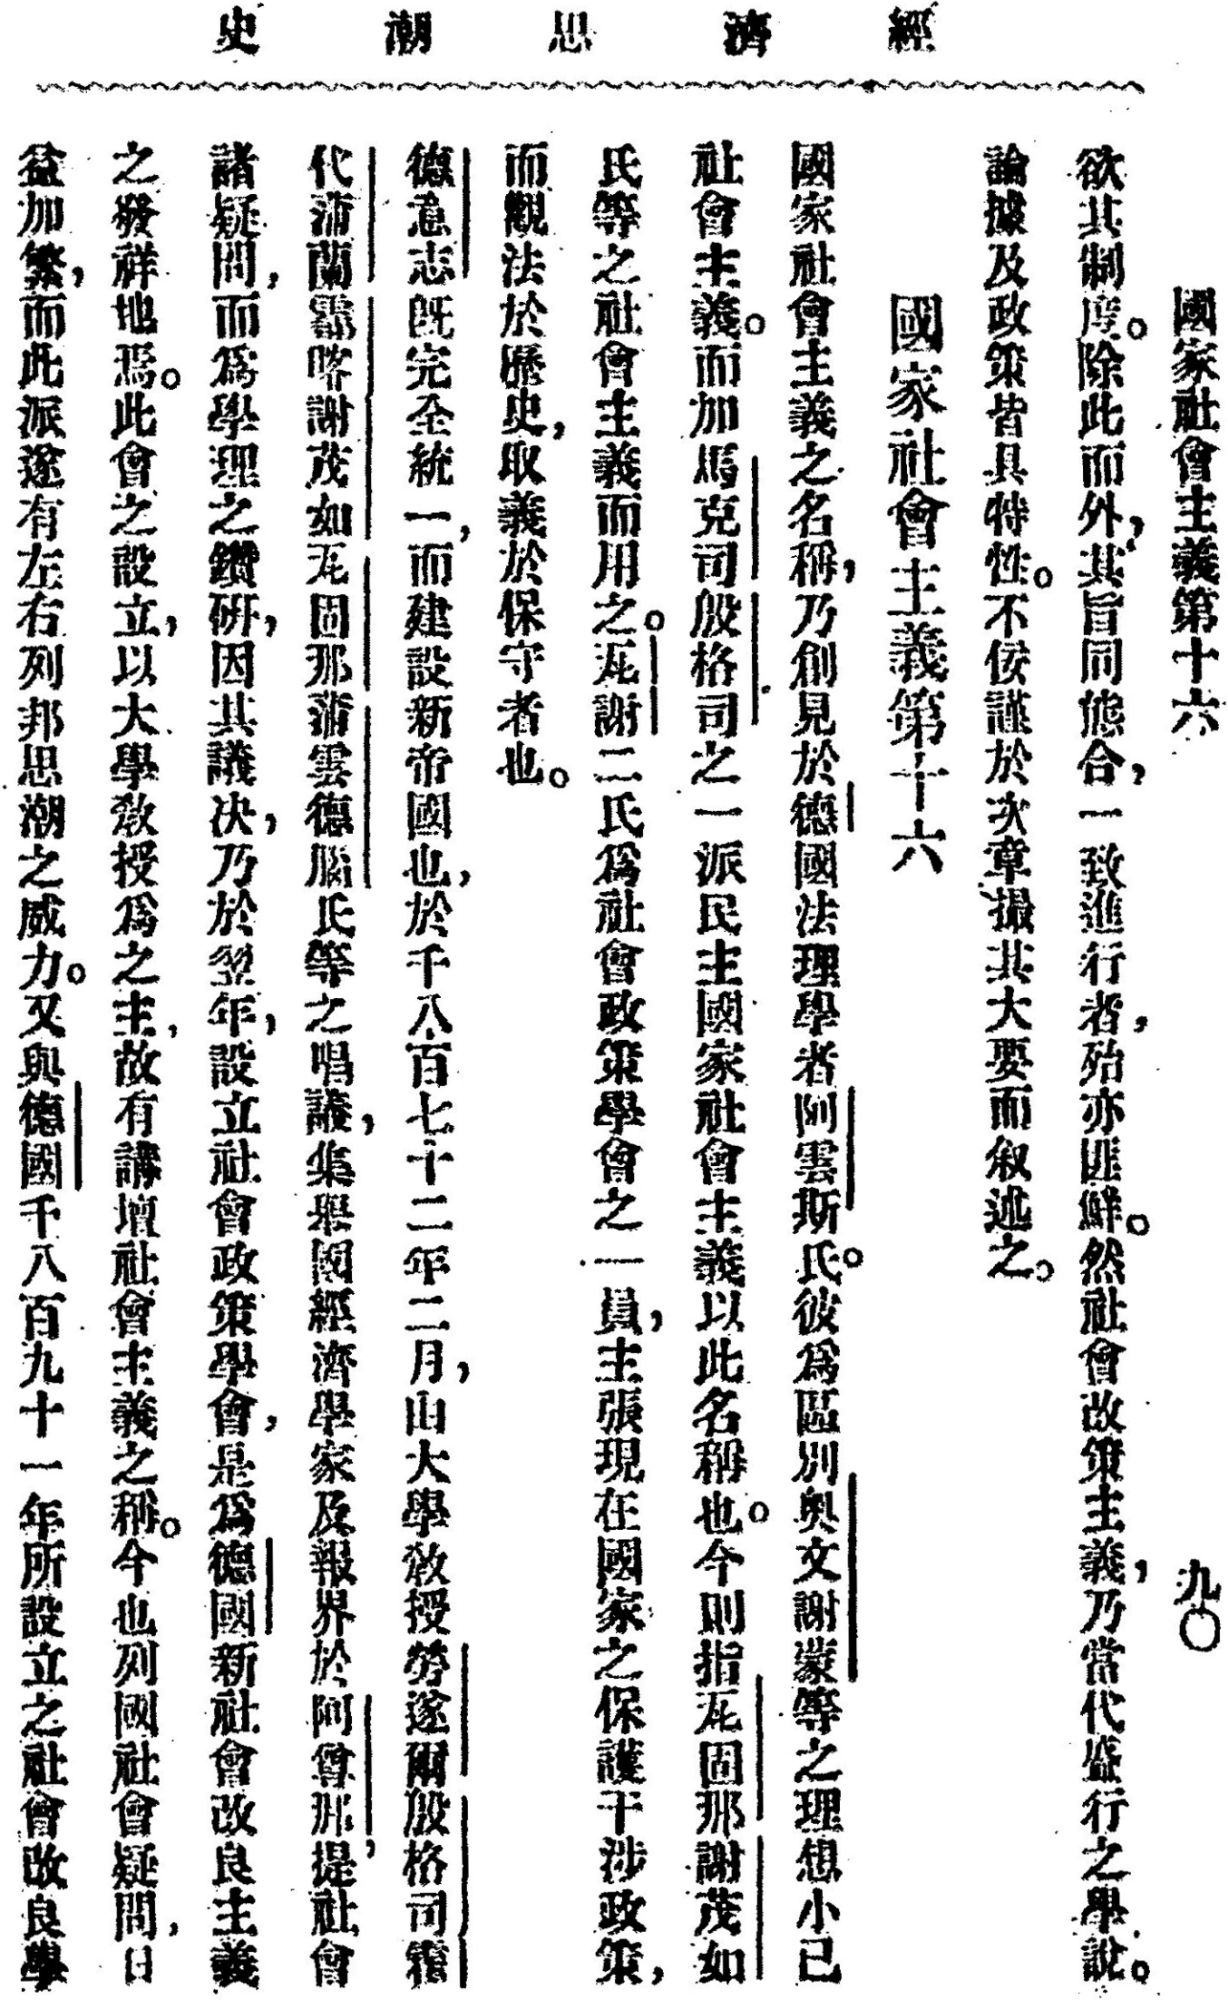 經濟思潮史
國家社會主義第十六 九〇
欲其制度。除此而外，其旨同熊合，一致進行者，殆亦匪鮮。然社會改策主義，乃當代盛行之學說。
論據及政策皆具特性。不侫謹於次章撮其大要而叙述之。
國家社會主義第十六
國家社會主義之名稱，乃創見於德國法理學者阿雲斯氏。彼爲區別奥文謝蒙等之理想小己
社會主義。而加馬克司殷格司之一派民主國家社會主義以此名稱也。今則指瓦固那謝茂如
氏等之社會主義而用之。瓦謝二氏爲社會政策學會之一員，主張現在國家之保護干涉政策，
而觀法於歷史，取義於保守者也。
德意志既完全統一，而建設新帝國也，於千八百七十二年二月，由大學敎授勞遂爾殷格司
代蒲蘭 喀謝茂如瓦固那蒲雲德腦氏等之唱議，集舉國經濟學家及報界於阿尊那，提社會
諸疑問，而爲學理之鑽硏，因其議决，乃於翌年，設立社會政策學會，是爲德國新社會改良主義
之發祥地焉。此會之設立，以大學敎授爲之主，故有講壇社會主義之稱。今也列國社會疑問，日
益加繁，而此派遂有左右列邦思潮之威力。又與德國千八百九十一年所設立之社會改良學